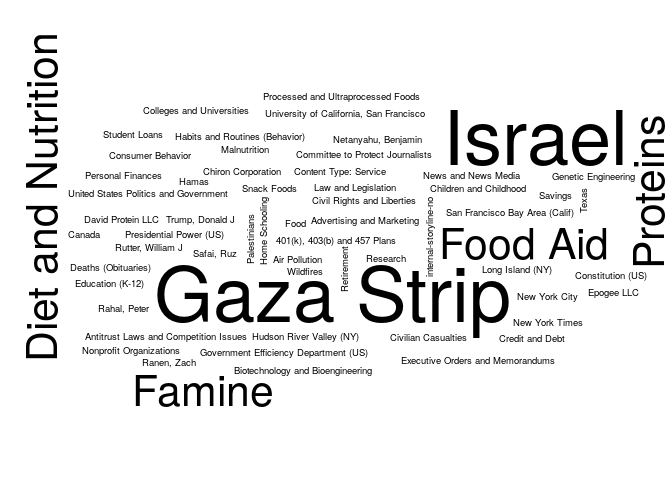 Diet and Nutrition
Processed and Ultraprocessed Foods
Colleges and Universities
University of California, San Francisco
Israel
Proteins
Student Loans
Habits and Routines (Behavior)
Netanyahu, Benjamin
Malnutrition
Consumer Behavior
Committee to Protect Journalists
Personal Finances
Chiron Corporation
Content Type: Service
News and News Media
Genetic Engineering
Hamas
United States Politics and Government
Snack Foods
Law and Legislation
Children and Childhood
Savings
Texas
Civil Rights and Liberties
San Francisco Bay Area (Calif)
David Protein LLC
Trump, Donald J
Palestinians
Home Schooling
Food
Advertising and Marketing
internal-storyline-no
Food Aid
Canada
Presidential Power (US)
401(k), 403(b) and 457 Plans
Rutter, William J
Safai, Ruz
Air Pollution
Retirement
Research
Deaths (Obituaries)
Wildfires
Long Island (NY)
Constitution (US)
Education (K-12)
Gaza Strip
New York City
Epogee LLC
Rahal, Peter
New York Times
Antitrust Laws and Competition Issues
Hudson River Valley (NY)
Civilian Casualties
Credit and Debt
Nonprofit Organizations
Government Efficiency Department (US)
Ranen, Zach
Executive Orders and Memorandums
Biotechnology and Bioengineering
Famine